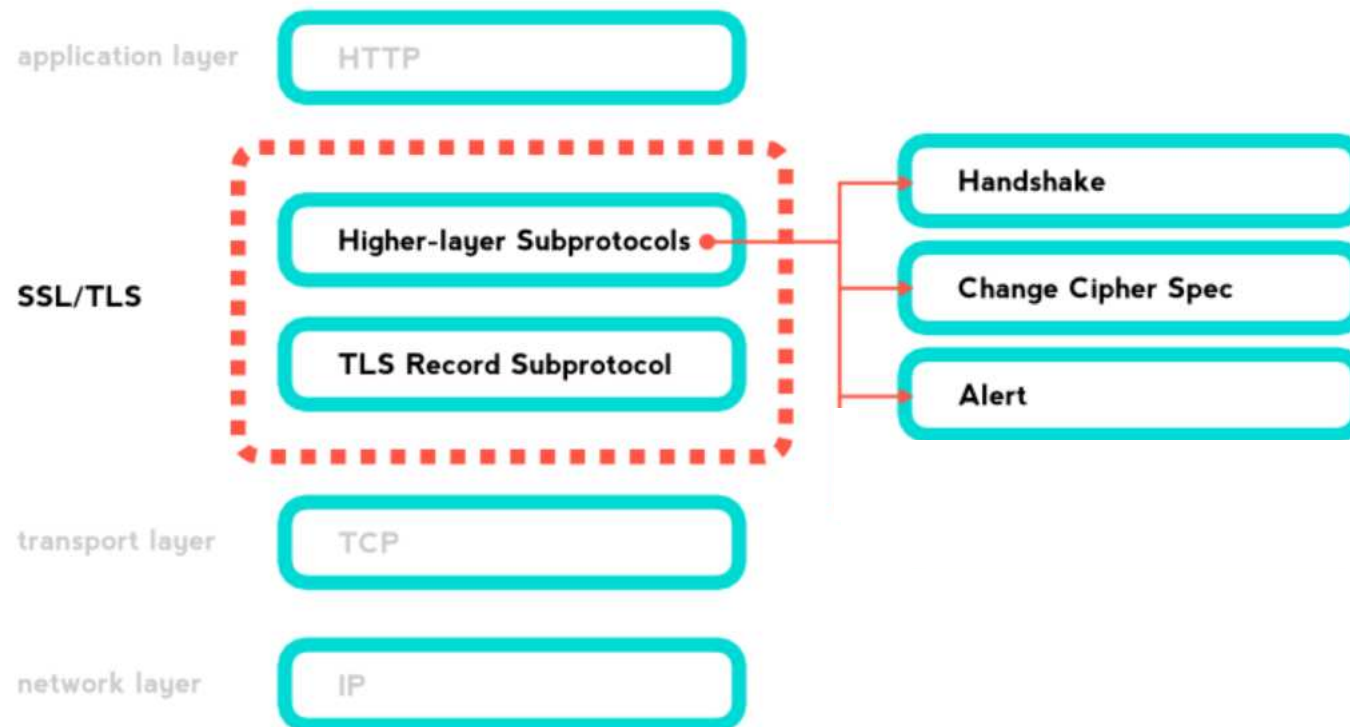 application layer
HTTP
Handshake
Higher-layer Subprotocols
Change Cipher Spec
SSL/TLS
TLS Record Subprotocol
Alert
transport layer
TCP
network layer
IP